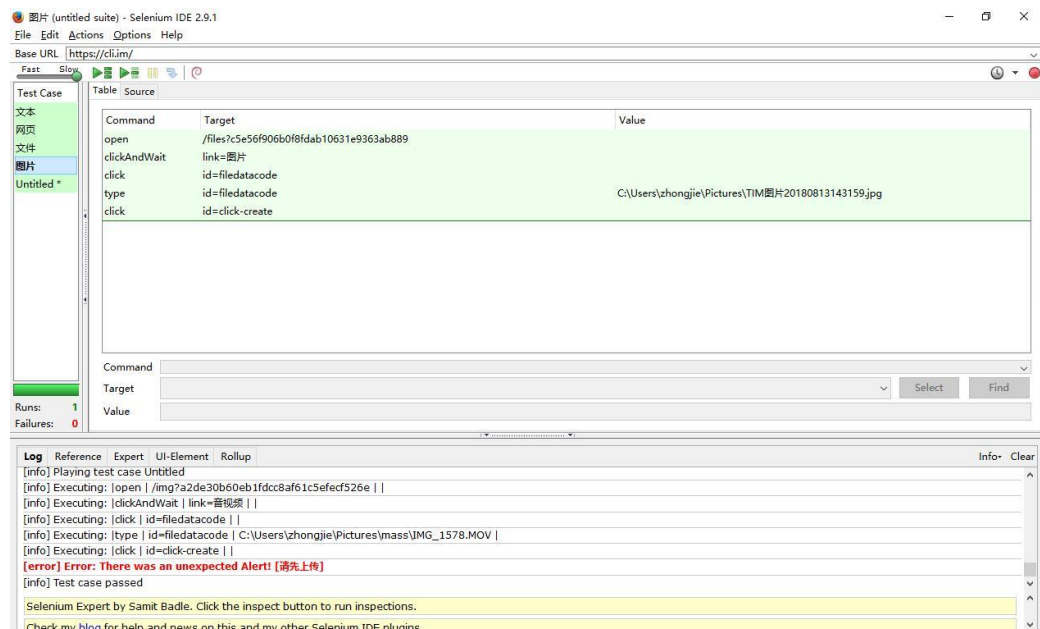 图片 (untitled suite) - Selenium IDE 2.9.1
File Edit Actions Options Help
Base URL https://cli.im/
Fast Slow
Test Case
Table Source
文本
网页
文件
图片
Untitled *
Command Target Value
open /files?c5e56f906b0f8fdab10631e9363ab889
clickAndWait link=图片
click id=filedatacode
type id=filedatacode C:\Users\zhongjie\Pictures\TIM图片20180813143159.jpg
click id=click-create
Command
Target Select Find
Value
Runs: 1
Failures: 0
Log Reference Expert UI-Element Rollup Info- Clear
[info] Playing test case Untitled
[info] Executing: |open | /img?a2de30b60eb1fdcc8af61c5efecf526e | |
[info] Executing: |clickAndWait | link=音视频 | |
[info] Executing: |click | id=filedatacode | |
[info] Executing: |type | id=filedatacode | C:\Users\zhongjie\Pictures\mass\IMG_1578.MOV |
[info] Executing: |click | id=click-create | |
[error] Error: There was an unexpected Alert! [请先上传]
[info] Test case passed
Selenium Expert by Samit Badle. Click the inspect button to run inspections.
Check my blog for help and news on this and my other Selenium IDE plugins